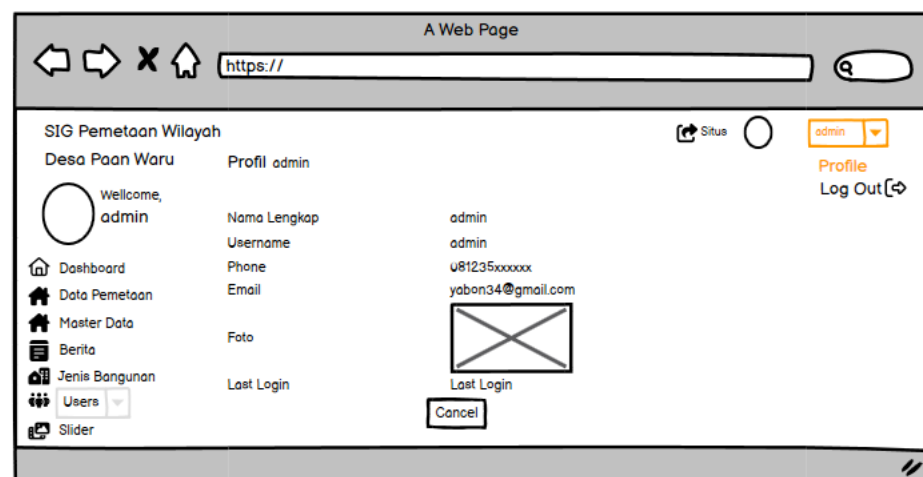 A Web Page
https://
SIG Pemetaan Wilayah
Situs
admin
Desa Paan Waru
Profil admin
Profile
Log Out
Wellcome,
admin
Nama Lengkap admin
Username admin
Dashboard
Phone 081235xxxxxx
Data Pemetaan
Email yabon34@gmail.com
Master Data
Foto
Berita
Jenis Bangunan
Last Login Last Login
Users
Cancel
Slider